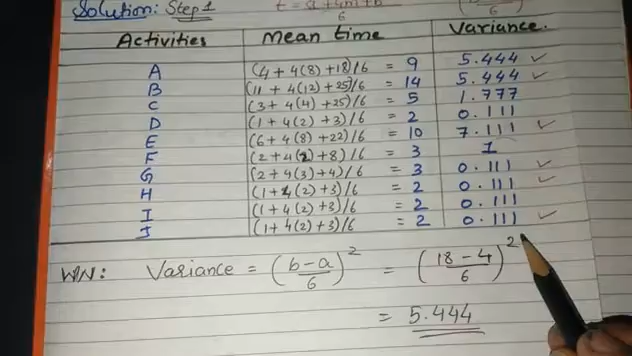 Solution: Step 1
t = a+4m+b / 6
Activities Mean time Variance.
A (4 + 4(8) +18)/6 = 9 5.444 ✓
B (11 + 4(12) +25)/6 = 14 5.444 ✓
C (3 + 4(4) +25)/6 = 5 1.777
D (1 + 4(2) +3)/6 = 2 0.111
E (6 + 4(8) +22)/6 = 10 7.111 ✓
F (2 + 4(2) +8)/6 = 3 1
G (2 + 4(3) +4)/6 = 3 0.111 ✓
H (1 + 4(2) +3)/6 = 2 0.111 ✓
I (1 + 4(2) +3)/6 = 2 0.111
J (1 + 4(2) +3)/6 = 2 0.111 ✓
WN: Variance = (b-a / 6)² = (18-4 / 6)²
= 5.444